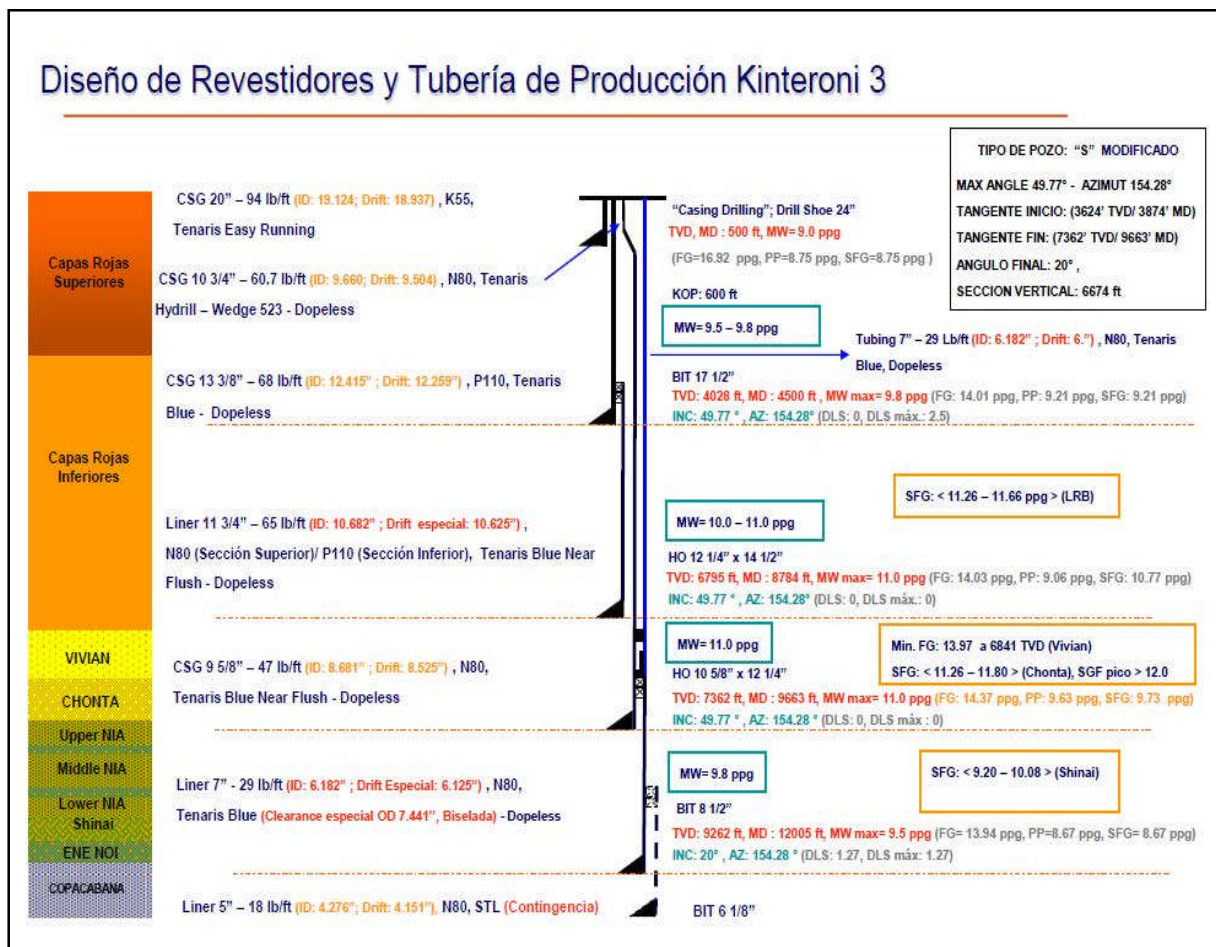 Diseño de Revestidores y Tubería de Producción Kinteroni 3
TIPO DE POZO: “S” MODIFICADO
MAX ANGLE 49.77° - AZIMUT 154.28°
TANGENTE INICIO: (3624’ TVD/ 3874’ MD)
TANGENTE FIN: (7362’ TVD/ 9663’ MD)
ANGULO FINAL: 20° ,
SECCION VERTICAL: 6674 ft
Capas Rojas
Superiores
Capas Rojas
Inferiores
VIVIAN
CHONTA
Upper NIA
Middle NIA
Lower NIA
Shinai
ENE NOI
COPACABANA
CSG 20” – 94 lb/ft (ID: 19.124; Drift: 18.937) , K55,
Tenaris Easy Running
CSG 10 3/4” – 60.7 lb/ft (ID: 9.660; Drift: 9.504) , N80, Tenaris
Hydrill – Wedge 523 - Dopeless
CSG 13 3/8” – 68 lb/ft (ID: 12.415” ; Drift: 12.259”) , P110, Tenaris
Blue - Dopeless
Liner 11 3/4” – 65 lb/ft (ID: 10.682” ; Drift especial: 10.625”) ,
N80 (Sección Superior)/ P110 (Sección Inferior), Tenaris Blue Near
Flush - Dopeless
CSG 9 5/8” – 47 lb/ft (ID: 8.681” ; Drift: 8.525”) , N80,
Tenaris Blue Near Flush - Dopeless
Liner 7” - 29 lb/ft (ID: 6.182” ; Drift Especial: 6.125”) , N80,
Tenaris Blue (Clearance especial OD 7.441”, Biselada) - Dopeless
Liner 5” – 18 lb/ft (ID: 4.276”; Drift: 4.151”), N80, STL (Contingencia)
“Casing Drilling”; Drill Shoe 24”
TVD, MD : 500 ft, MW= 9.0 ppg
(FG=16.92 ppg, PP=8.75 ppg, SFG=8.75 ppg )
KOP: 600 ft
MW= 9.5 – 9.8 ppg
Tubing 7” – 29 Lb/ft (ID: 6.182” ; Drift: 6.”) , N80, Tenaris
Blue, Dopeless
BIT 17 1/2”
TVD: 4028 ft, MD : 4500 ft , MW max= 9.8 ppg (FG: 14.01 ppg, PP: 9.21 ppg, SFG: 9.21 ppg)
INC: 49.77 ° , AZ: 154.28° (DLS: 0, DLS máx.: 2.5)
SFG: < 11.26 – 11.66 ppg > (LRB)
MW= 10.0 – 11.0 ppg
HO 12 1/4” x 14 1/2”
TVD: 6795 ft, MD : 8784 ft, MW max= 11.0 ppg (FG: 14.03 ppg, PP: 9.06 ppg, SFG: 10.77 ppg)
INC: 49.77 ° , AZ: 154.28° (DLS: 0, DLS máx.: 0)
MW= 11.0 ppg
Min. FG: 13.97 a 6841 TVD (Vivian)
SFG: < 11.26 – 11.80 > (Chonta), SGF pico > 12.0
HO 10 5/8” x 12 1/4”
TVD: 7362 ft, MD : 9663 ft, MW max= 11.0 ppg (FG: 14.37 ppg, PP: 9.63 ppg, SFG: 9.73 ppg)
INC: 49.77 ° , AZ: 154.28 ° (DLS: 0, DLS máx : 0)
MW= 9.8 ppg
SFG: < 9.20 – 10.08 > (Shinai)
BIT 8 1/2”
TVD: 9262 ft, MD : 12005 ft, MW max= 9.5 ppg (FG= 13.94 ppg, PP=8.67 ppg, SFG= 8.67 ppg)
INC: 20° , AZ: 154.28 ° (DLS: 1.27, DLS máx: 1.27)
BIT 6 1/8”